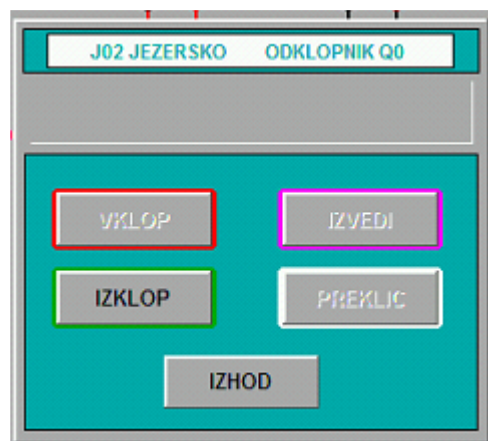 J02 JEZERSKO ODKLOPNIK Q0
VKLOP IZVEDI
IZKLOP PREKLIC
IZHOD